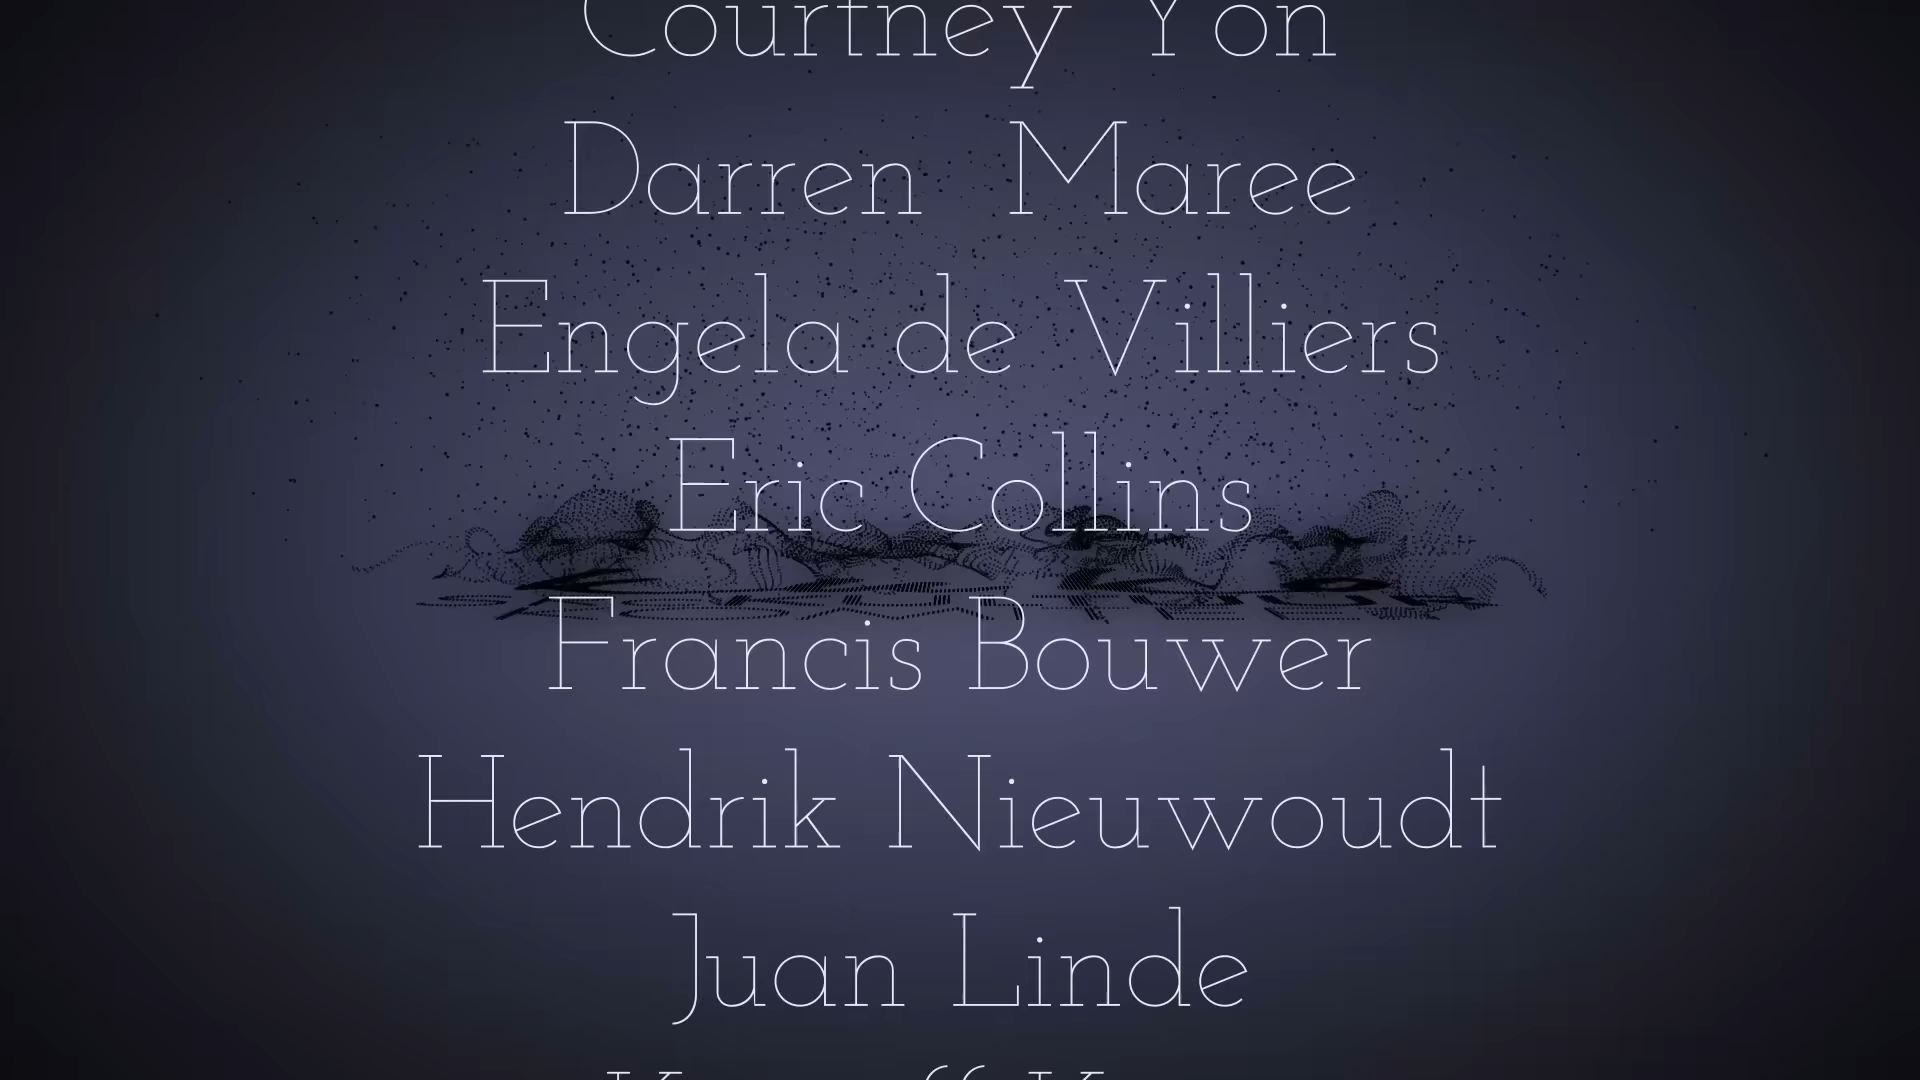 Courtney Yon
Darren Maree
Engela de Villiers
Eric Collins
Francis Bouwer
Hendrik Nieuwoudt
Juan Linde